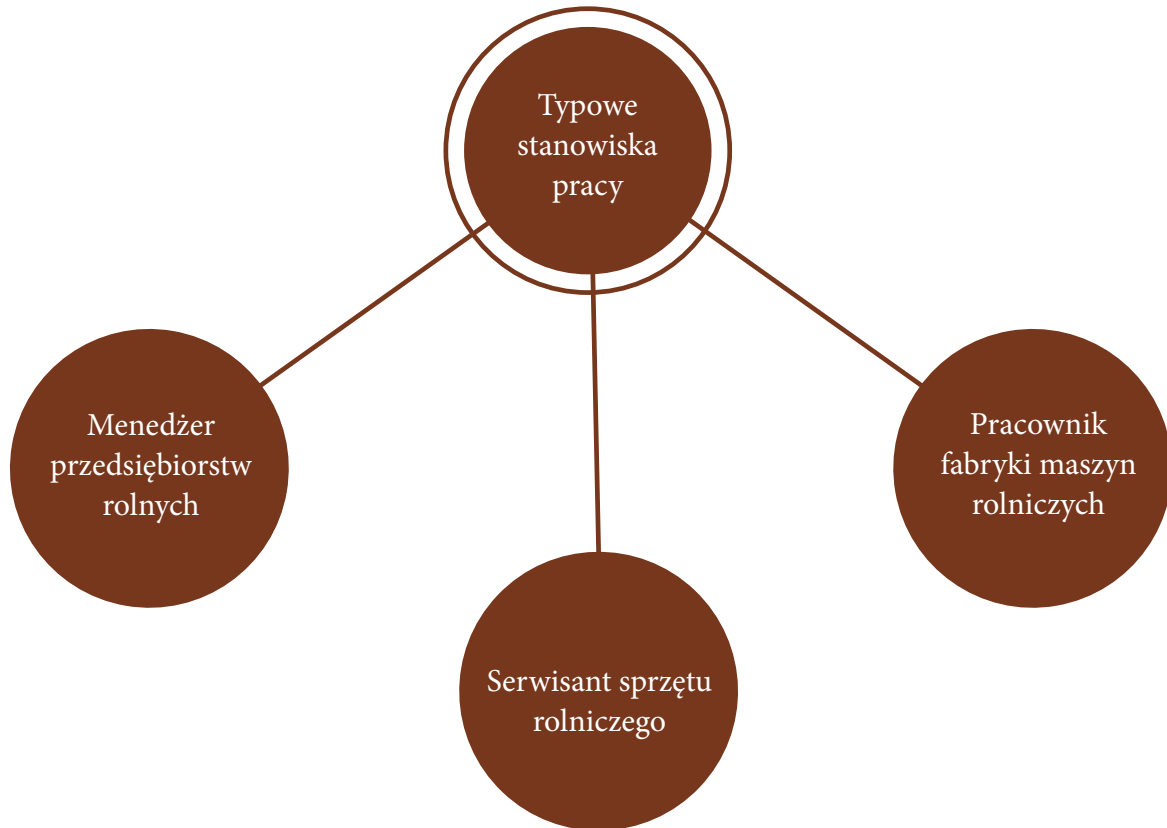 Typowe
stanowiska
pracy
Menedżer
przedsiębiorstw
rolnych
Pracownik
fabryki maszyn
rolniczych
Serwisant sprzętu
rolniczego